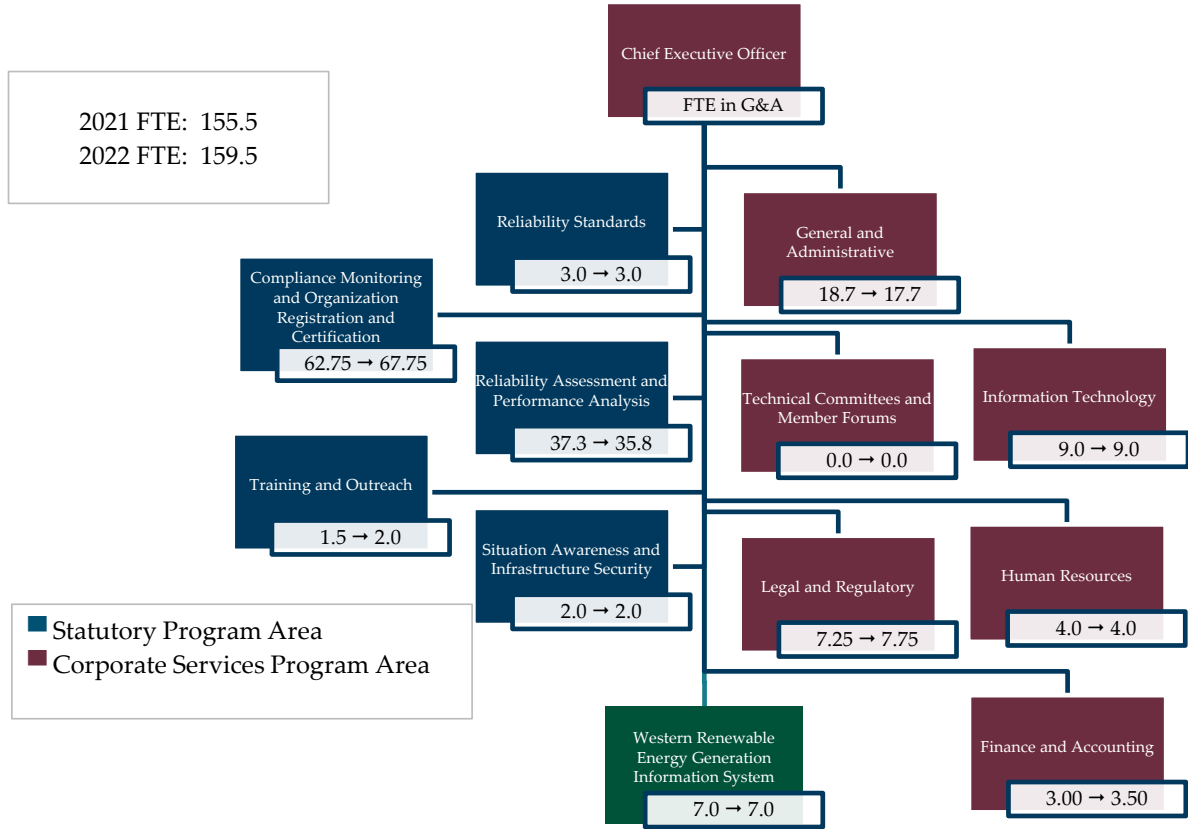 Chief Executive Officer
FTE in G&A
2021 FTE: 155.5
2022 FTE: 159.5
Reliability Standards
3.0 → 3.0
General and
Administrative
18.7 → 17.7
Compliance Monitoring
and Organization
Registration and
Certification
62.75 → 67.75
Reliability Assessment and
Performance Analysis
37.3 → 35.8
Technical Committees and
Member Forums
0.0 → 0.0
Information Technology
9.0 → 9.0
Training and Outreach
1.5 → 2.0
Situation Awareness and
Infrastructure Security
2.0 → 2.0
Legal and Regulatory
7.25 → 7.75
Human Resources
4.0 → 4.0
Statutory Program Area
Corporate Services Program Area
Western Renewable
Energy Generation
Information System
7.0 → 7.0
Finance and Accounting
3.00 → 3.50